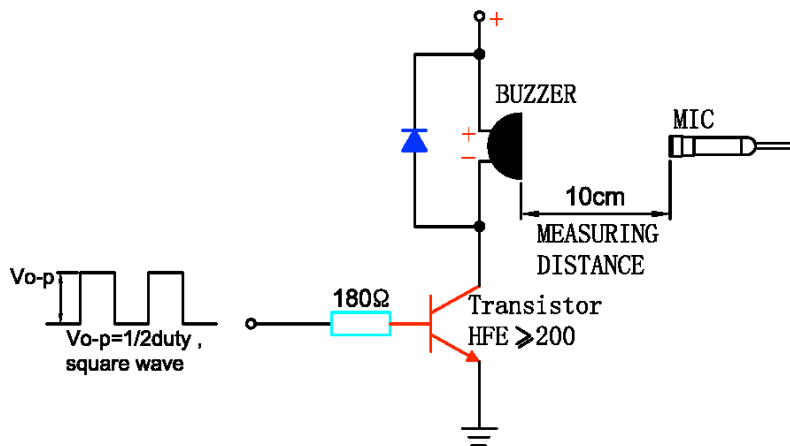 +
BUZZER
+
−
MIC
10cm
MEASURING
DISTANCE
Vo-p
180Ω
Transistor
HFE ≥200
Vo-p=1/2duty ,
square wave